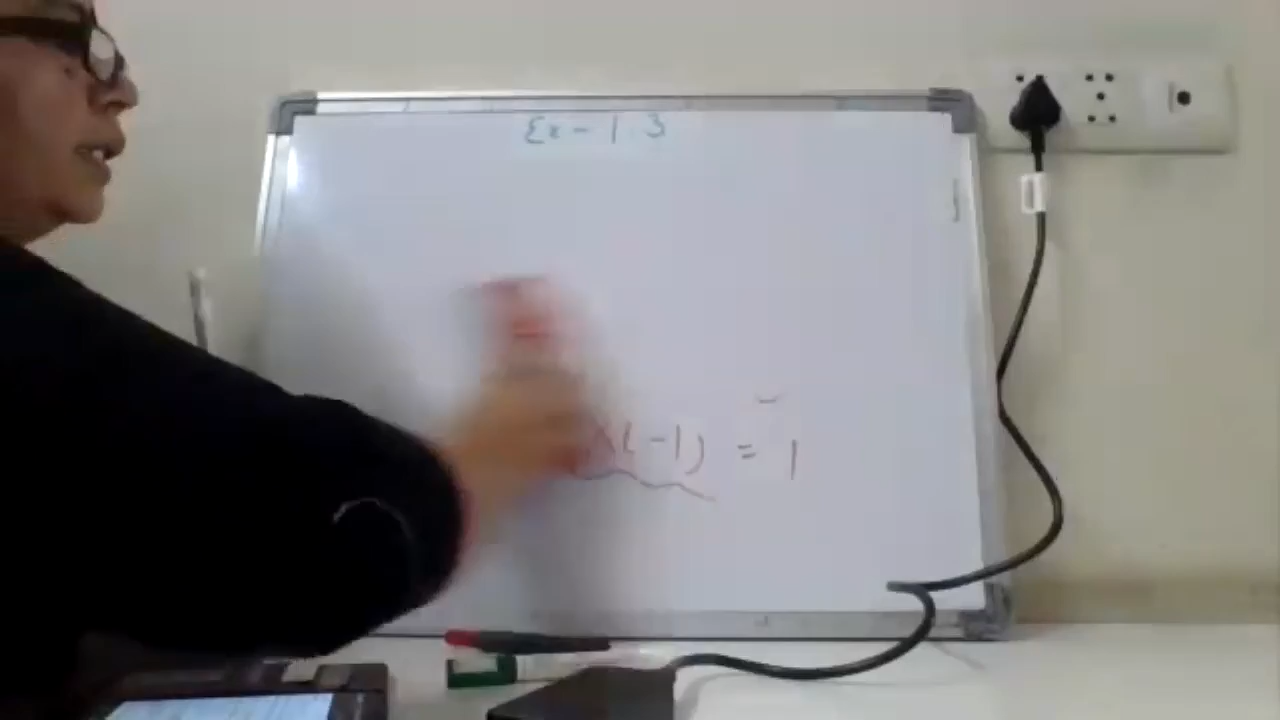 Ex - 1.3
(-1) = 1